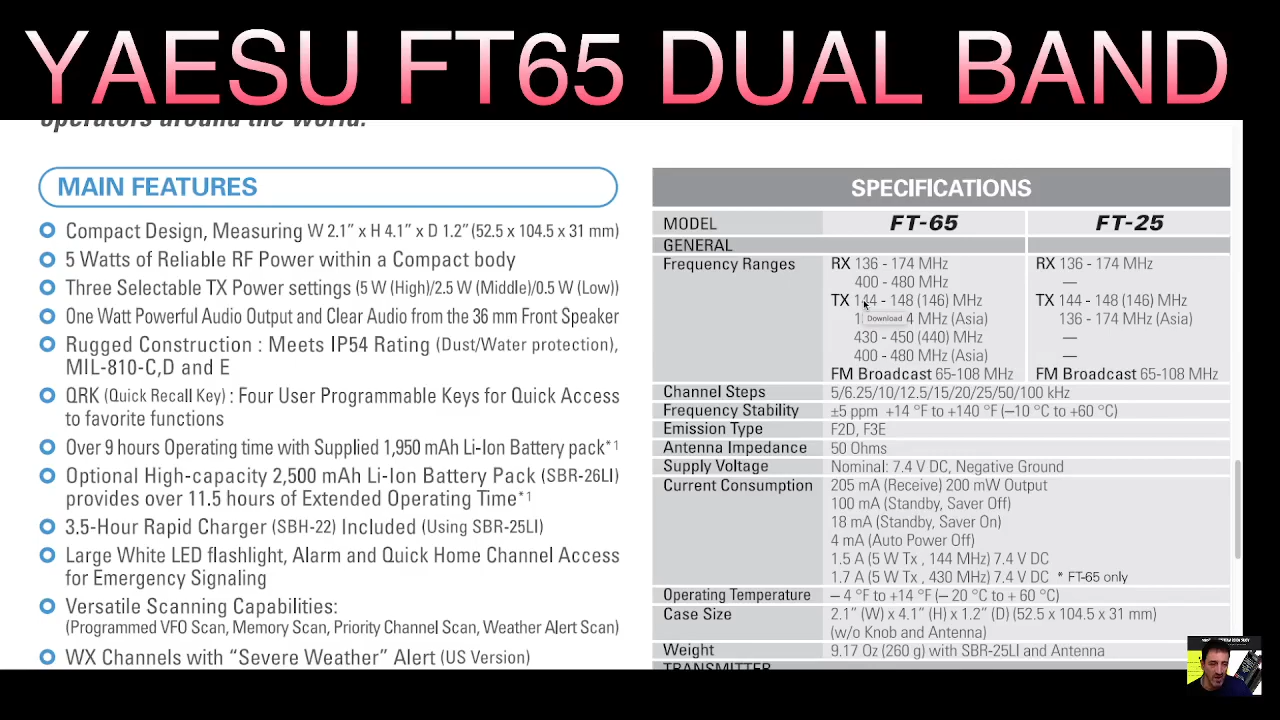 YAESU FT65 DUAL BAND
operators around the world.
MAIN FEATURES
Compact Design, Measuring W 2.1” x H 4.1” x D 1.2” (52.5 x 104.5 x 31 mm)
5 Watts of Reliable RF Power within a Compact body
Three Selectable TX Power settings (5 W (High)/2.5 W (Middle)/0.5 W (Low))
One Watt Powerful Audio Output and Clear Audio from the 36 mm Front Speaker
Rugged Construction : Meets IP54 Rating (Dust/Water protection),
MIL-810-C,D and E
QRK (Quick Recall Key) : Four User Programmable Keys for Quick Access
to favorite functions
Over 9 hours Operating time with Supplied 1,950 mAh Li-Ion Battery pack*1
Optional High-capacity 2,500 mAh Li-Ion Battery Pack (SBR-26LI)
provides over 11.5 hours of Extended Operating Time*1
3.5-Hour Rapid Charger (SBH-22) Included (Using SBR-25LI)
Large White LED flashlight, Alarm and Quick Home Channel Access
for Emergency Signaling
Versatile Scanning Capabilities:
(Programmed VFO Scan, Memory Scan, Priority Channel Scan, Weather Alert Scan)
WX Channels with “Severe Weather” Alert (US Version)
SPECIFICATIONS
MODEL FT-65 FT-25
GENERAL
Frequency Ranges RX 136 - 174 MHz RX 136 - 174 MHz
400 - 480 MHz —
TX 144 - 148 (146) MHz TX 144 - 148 (146) MHz
1 Download 4 MHz (Asia) 136 - 174 MHz (Asia)
430 - 450 (440) MHz —
400 - 480 MHz (Asia) —
FM Broadcast 65-108 MHz FM Broadcast 65-108 MHz
Channel Steps 5/6.25/10/12.5/15/20/25/50/100 kHz
Frequency Stability ±5 ppm +14 °F to +140 °F (–10 °C to +60 °C)
Emission Type F2D, F3E
Antenna Impedance 50 Ohms
Supply Voltage Nominal: 7.4 V DC, Negative Ground
Current Consumption 205 mA (Receive) 200 mW Output
100 mA (Standby, Saver Off)
18 mA (Standby, Saver On)
4 mA (Auto Power Off)
1.5 A (5 W Tx , 144 MHz) 7.4 V DC
1.7 A (5 W Tx , 430 MHz) 7.4 V DC * FT-65 only
Operating Temperature – 4 °F to +14 °F (– 20 °C to + 60 °C)
Case Size 2.1” (W) x 4.1” (H) x 1.2” (D) (52.5 x 104.5 x 31 mm)
(w/o Knob and Antenna)
Weight 9.17 Oz (260 g) with SBR-25LI and Antenna
TRANSMITTER